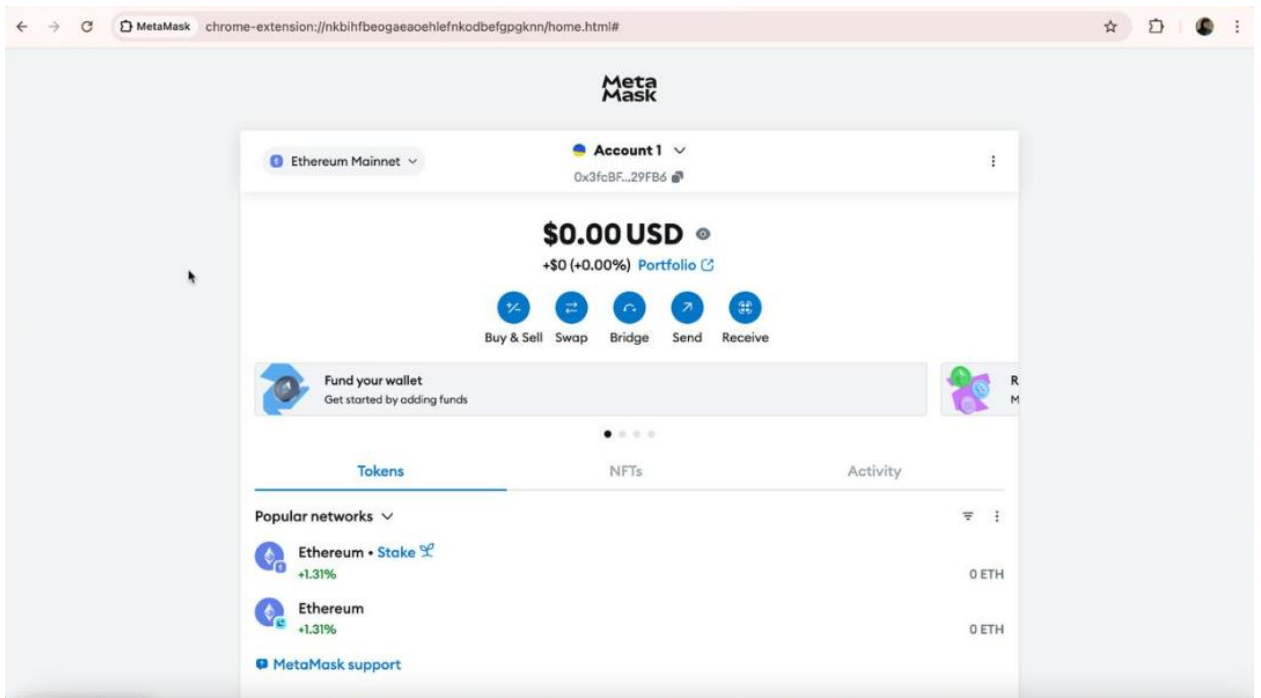 MetaMask chrome-extension://nkbihfbeogaeaoehlefnkodbefgpgknn/home.html#
Meta
Mask
Ethereum Mainnet
Account 1
0x3fcBF...29FB6
$0.00 USD
+$0 (+0.00%) Portfolio
Buy & Sell Swap Bridge Send Receive
Fund your wallet
Get started by adding funds
R
M
Tokens NFTs Activity
Popular networks
Ethereum • Stake
+1.31%
0 ETH
Ethereum
+1.31%
0 ETH
MetaMask support